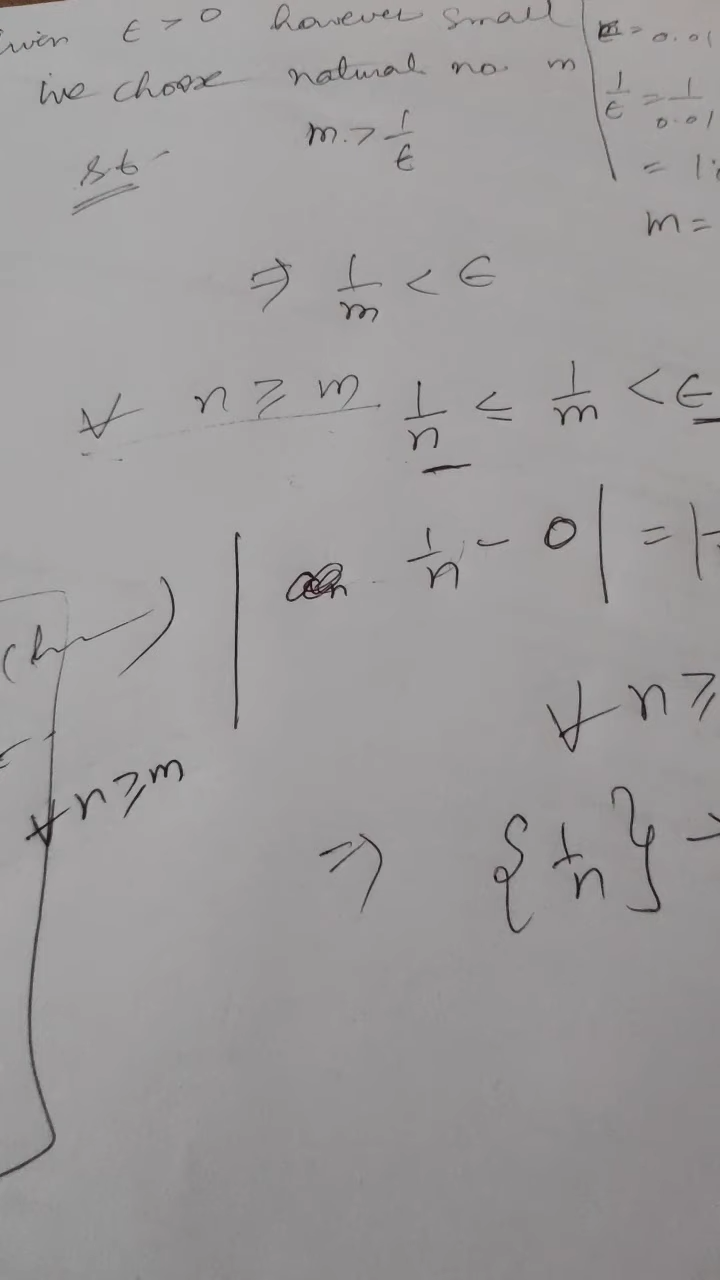 Given ε > 0 however small
we choose natural no. m
s.t. m > 1/ε
⇒ 1/m < ε
∀ n ≥ m 1/n ≤ 1/m < ε
| 1/n - 0 | = |
∀ n ≥
⇒ {1/n} →
ε = 0.01
1/ε = 1/0.01
m =
∀ n ≥ m